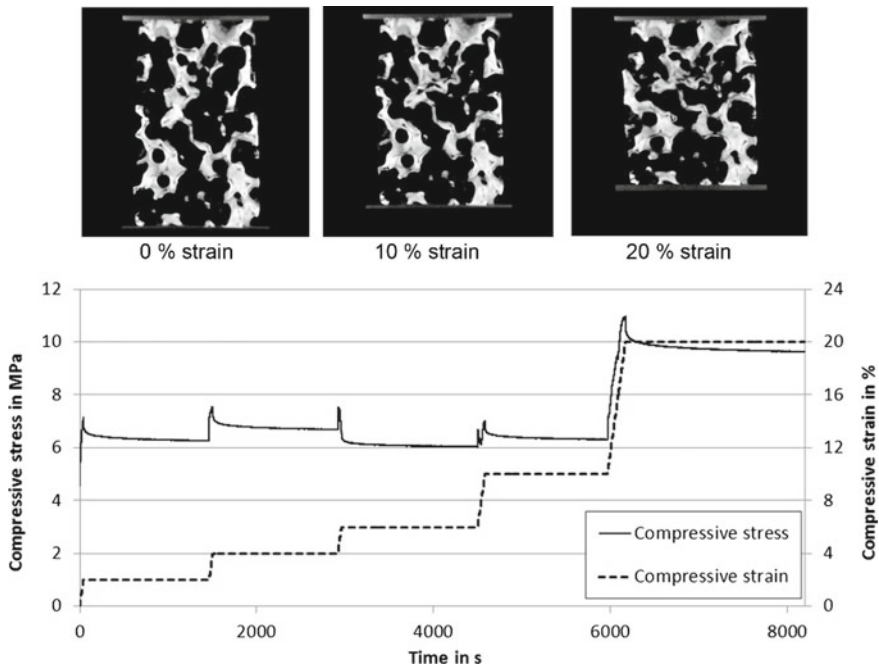 0 % strain
10 % strain
20 % strain
12
10
8
6
4
2
0
Compressive stress in MPa
24
20
16
12
8
4
0
Compressive strain in %
Compressive stress
Compressive strain
0
2000
4000
6000
8000
Time in s